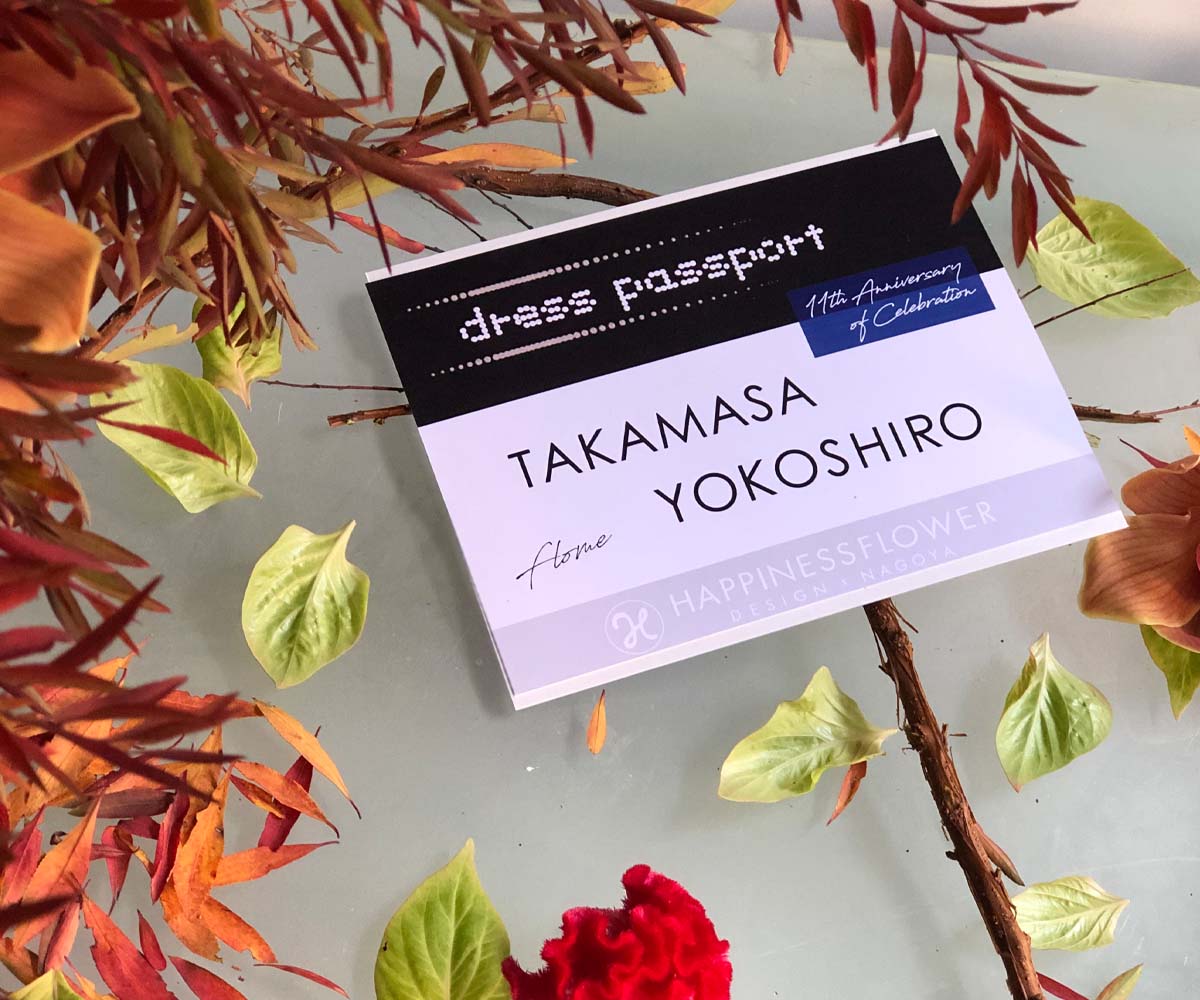 dress passport
11th Anniversary
of Celebration
TAKAMASA
YOKOSHIRO
flome
HAPPINESSFLOWER
DESIGN, NAGOYA